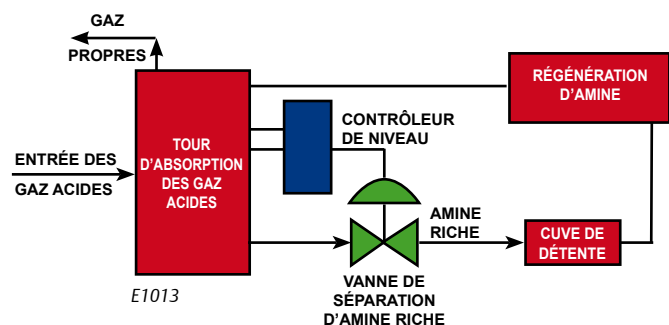 GAZ
PROPRES
ENTRÉE DES
GAZ ACIDES
TOUR
D'ABSORPTION
DES GAZ
ACIDES
E1013
CONTRÔLEUR
DE NIVEAU
VANNE DE
SÉPARATION
D'AMINE RICHE
AMINE
RICHE
CUVE DE
DÉTENTE
RÉGÉNÉRATION
D'AMINE